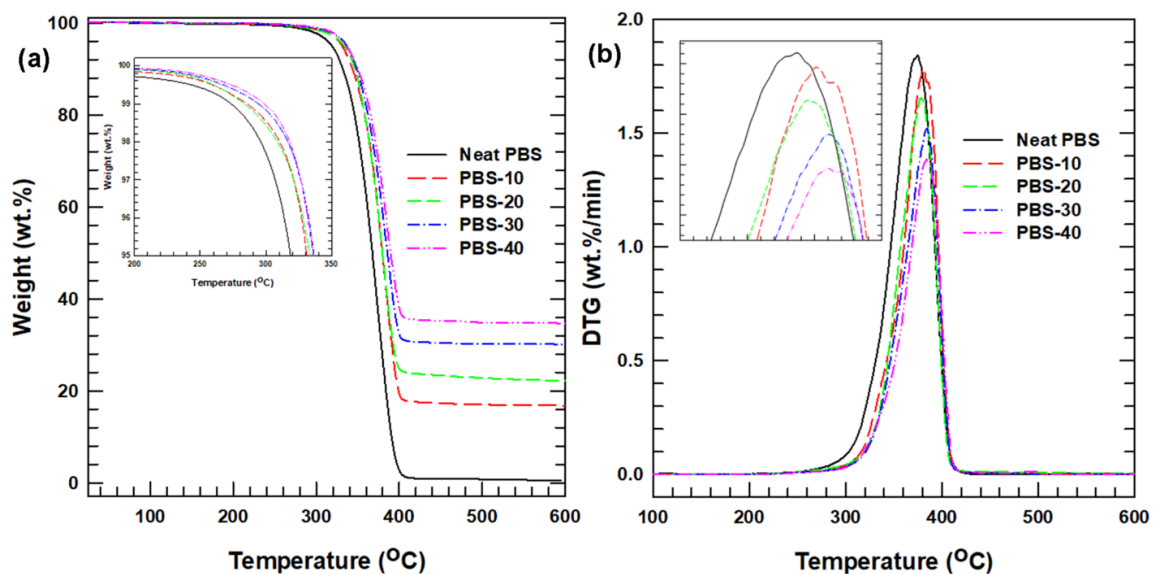 (a)
100
80
60
40
20
0
Weight (wt.%)
100 200 300 400 500 600
Temperature (ᴼC)
100
99
98
97
96
95
Weight (wt.%)
200 250 300 350
Temperature (ᴼC)
Neat PBS
PBS-10
PBS-20
PBS-30
PBS-40
(b)
2.0
1.5
1.0
0.5
0.0
DTG (wt.%/min)
100 200 300 400 500 600
Temperature (ᴼC)
Neat PBS
PBS-10
PBS-20
PBS-30
PBS-40